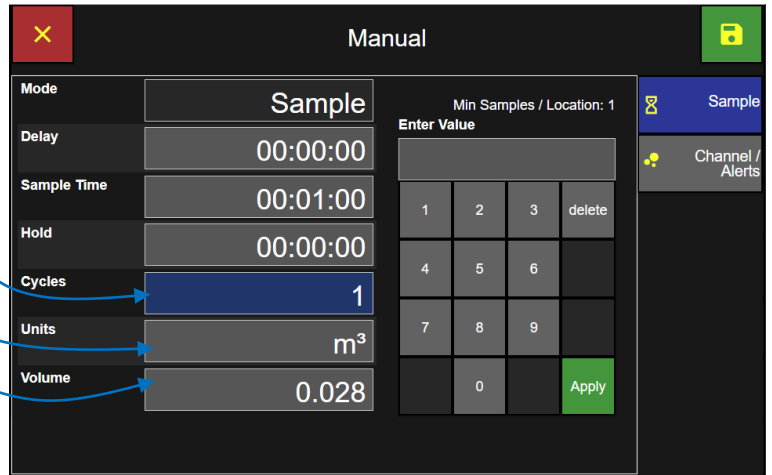 Manual
Mode
Sample
Delay
00:00:00
Sample Time
00:01:00
Hold
00:00:00
Cycles
1
Units
m³
Volume
0.028
Min Samples / Location: 1
Enter Value
1 2 3 delete
4 5 6
7 8 9
0 Apply
Sample
Channel /
Alerts